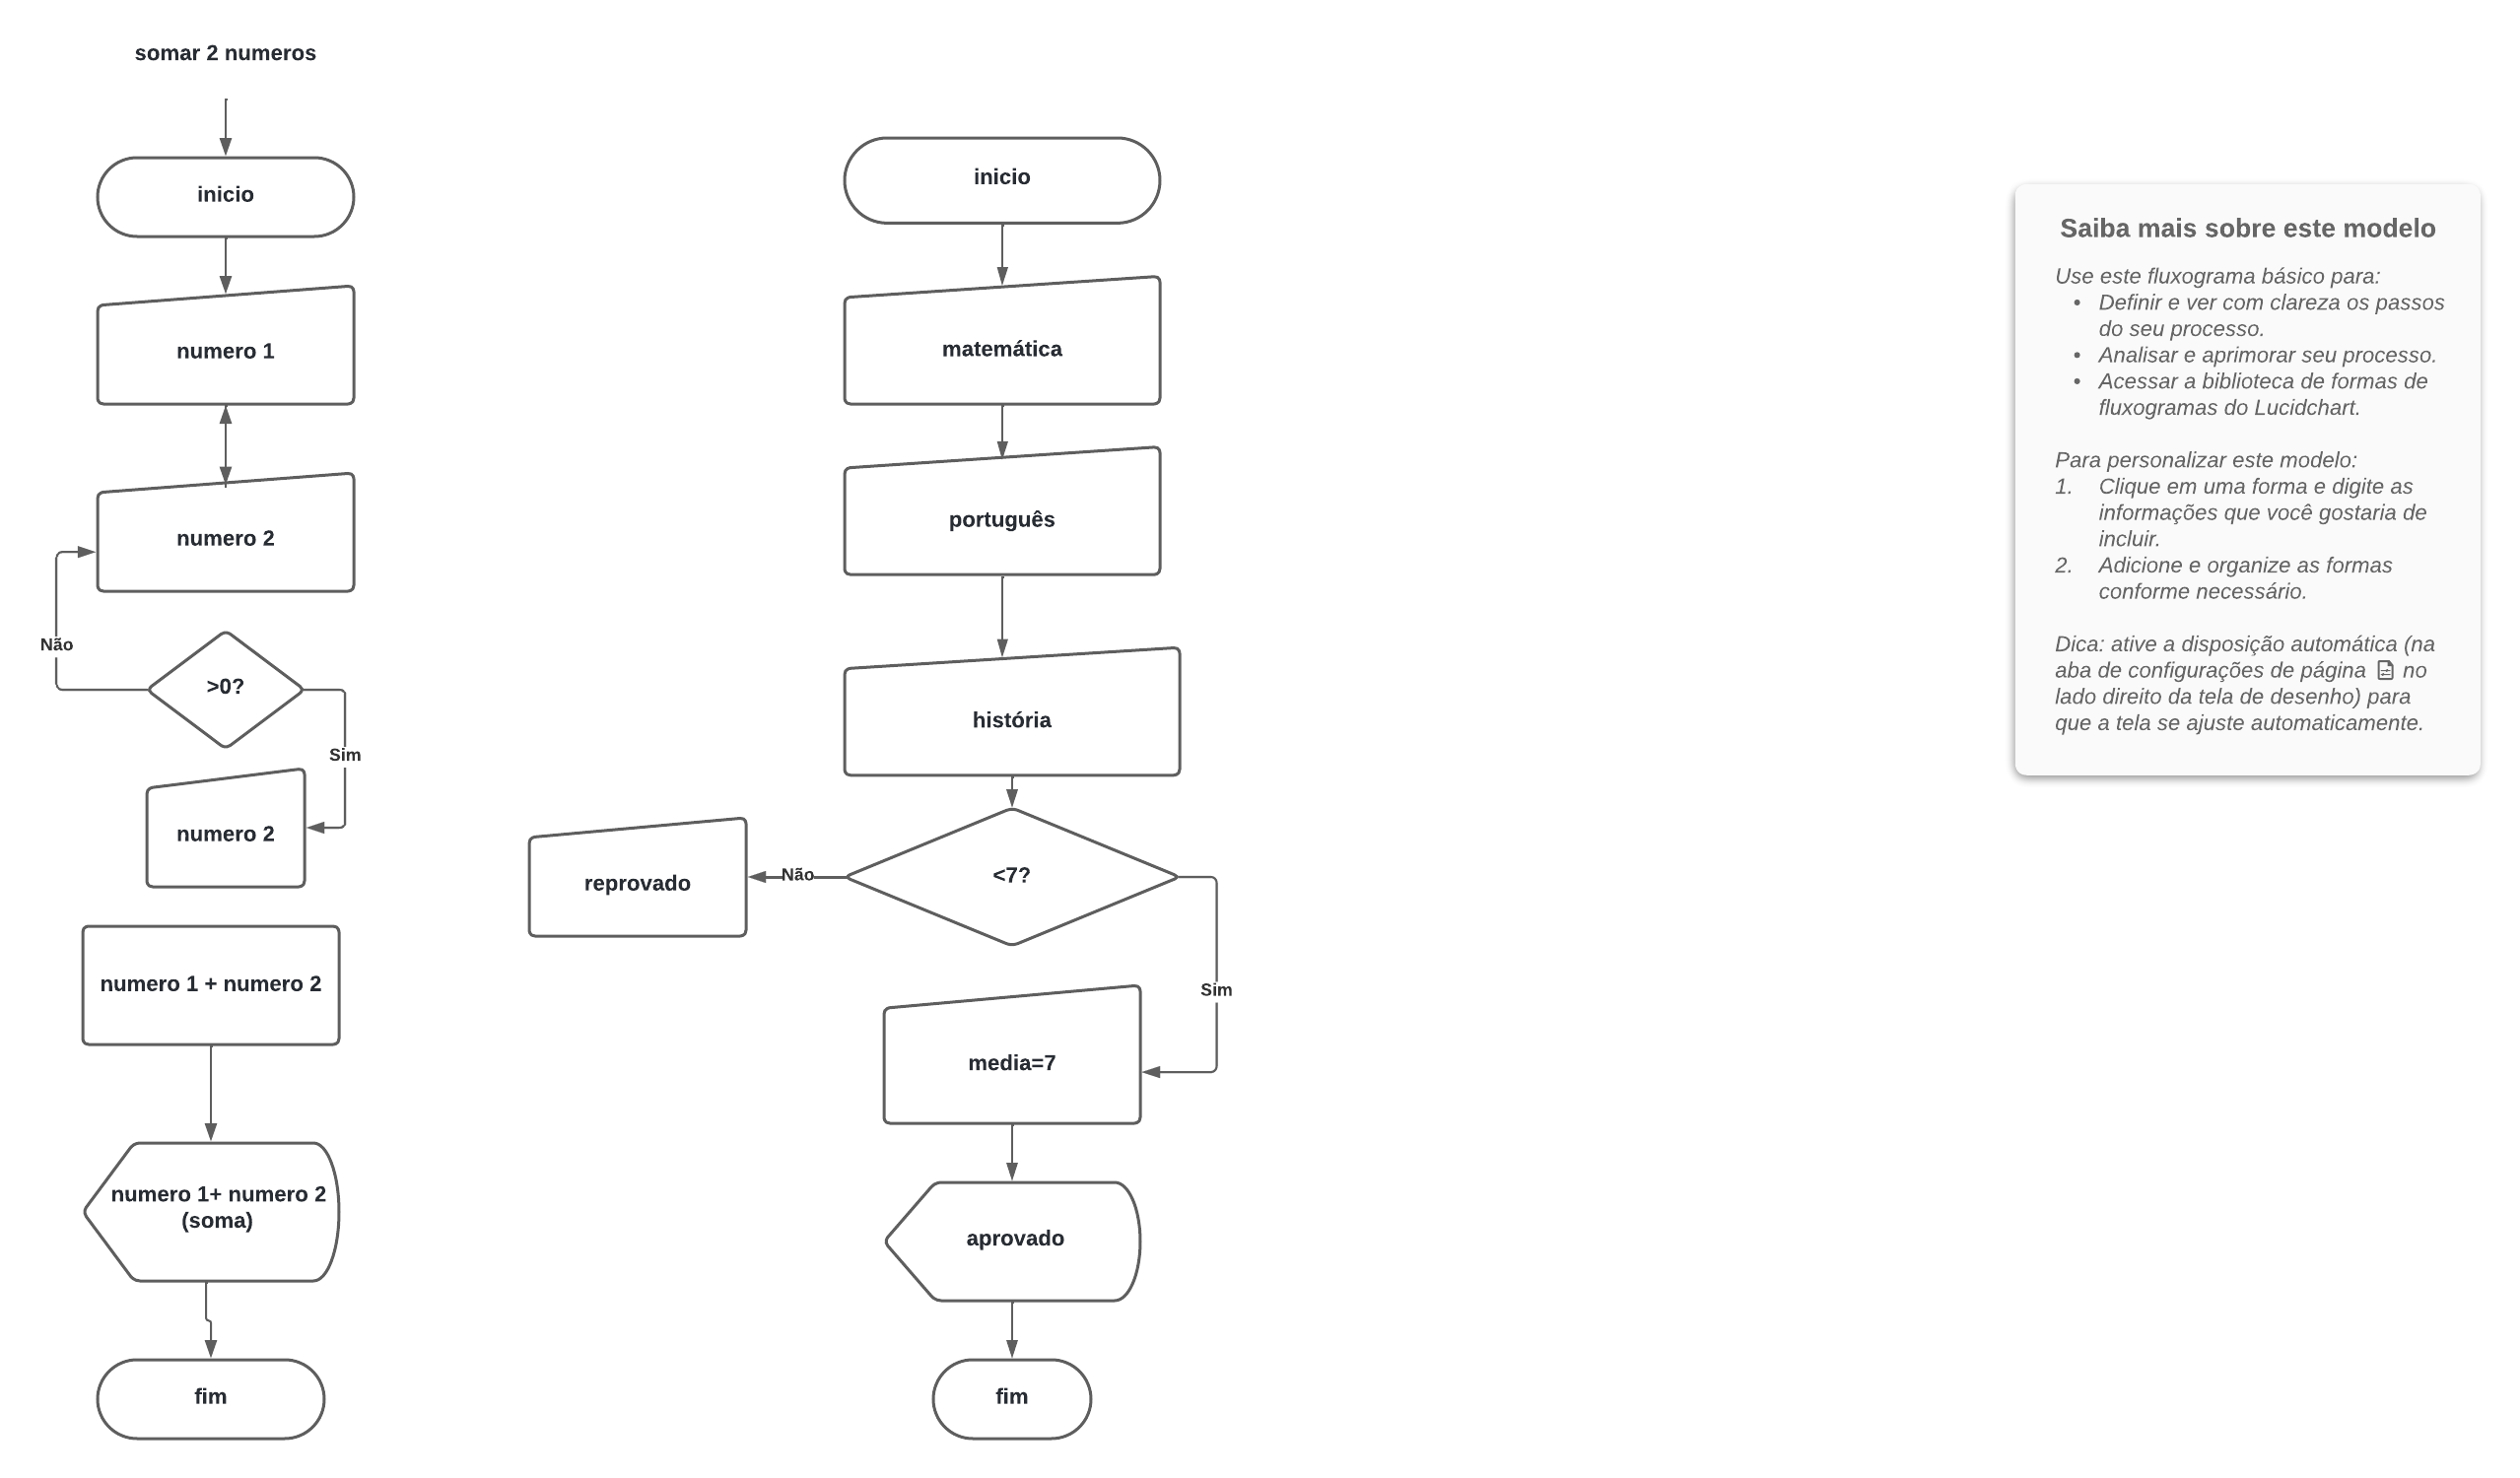 somar 2 numeros
inicio
numero 1
numero 2
Não
>0?
Sim
numero 2
numero 1 + numero 2
numero 1+ numero 2
(soma)
fim
inicio
matemática
português
história
<7?
Não
reprovado
Sim
media=7
aprovado
fim
Saiba mais sobre este modelo
Use este fluxograma básico para:
• Definir e ver com clareza os passos
do seu processo.
• Analisar e aprimorar seu processo.
• Acessar a biblioteca de formas de
fluxogramas do Lucidchart.
Para personalizar este modelo:
1. Clique em uma forma e digite as
informações que você gostaria de
incluir.
2. Adicione e organize as formas
conforme necessário.
Dica: ative a disposição automática (na
aba de configurações de página no
lado direito da tela de desenho) para
que a tela se ajuste automaticamente.